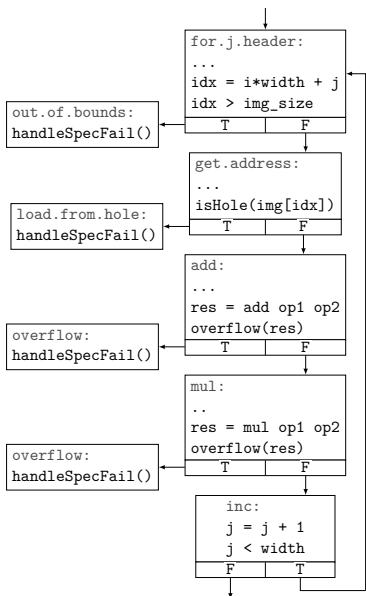 for.j.header:
...
idx = i*width + j
idx > img_size
T F
out.of.bounds:
handleSpecFail()
get.address:
...
isHole(img[idx])
T F
load.from.hole:
handleSpecFail()
add:
...
res = add op1 op2
overflow(res)
T F
overflow:
handleSpecFail()
mul:
..
res = mul op1 op2
overflow(res)
T F
overflow:
handleSpecFail()
inc:
j = j + 1
j < width
F T